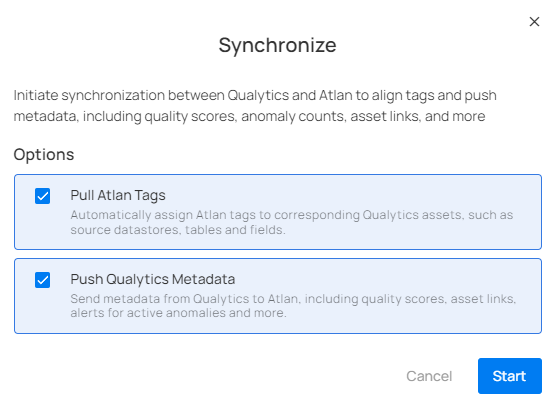 Synchronize
Initiate synchronization between Qualytics and Atlan to align tags and push
metadata, including quality scores, anomaly counts, asset links, and more
Options
Pull Atlan Tags
Automatically assign Atlan tags to corresponding Qualytics assets, such as
source datastores, tables and fields.
Push Qualytics Metadata
Send metadata from Qualytics to Atlan, including quality scores, asset links,
alerts for active anomalies and more.
Cancel
Start